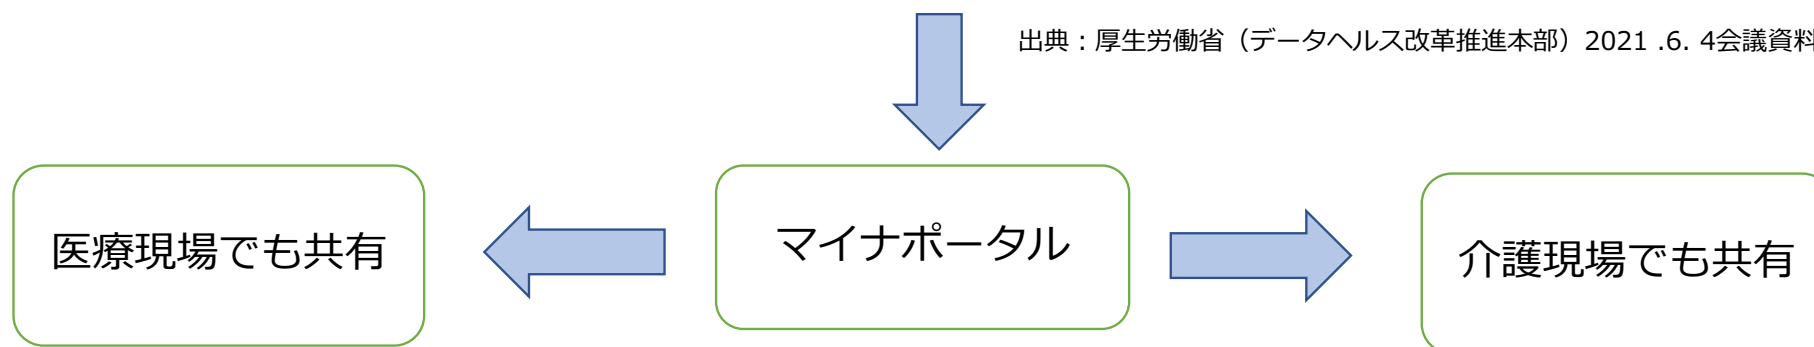 出典：厚生労働省（データヘルス改革推進本部）2021 .6. 4会議資料
医療現場でも共有
マイナポータル
介護現場でも共有